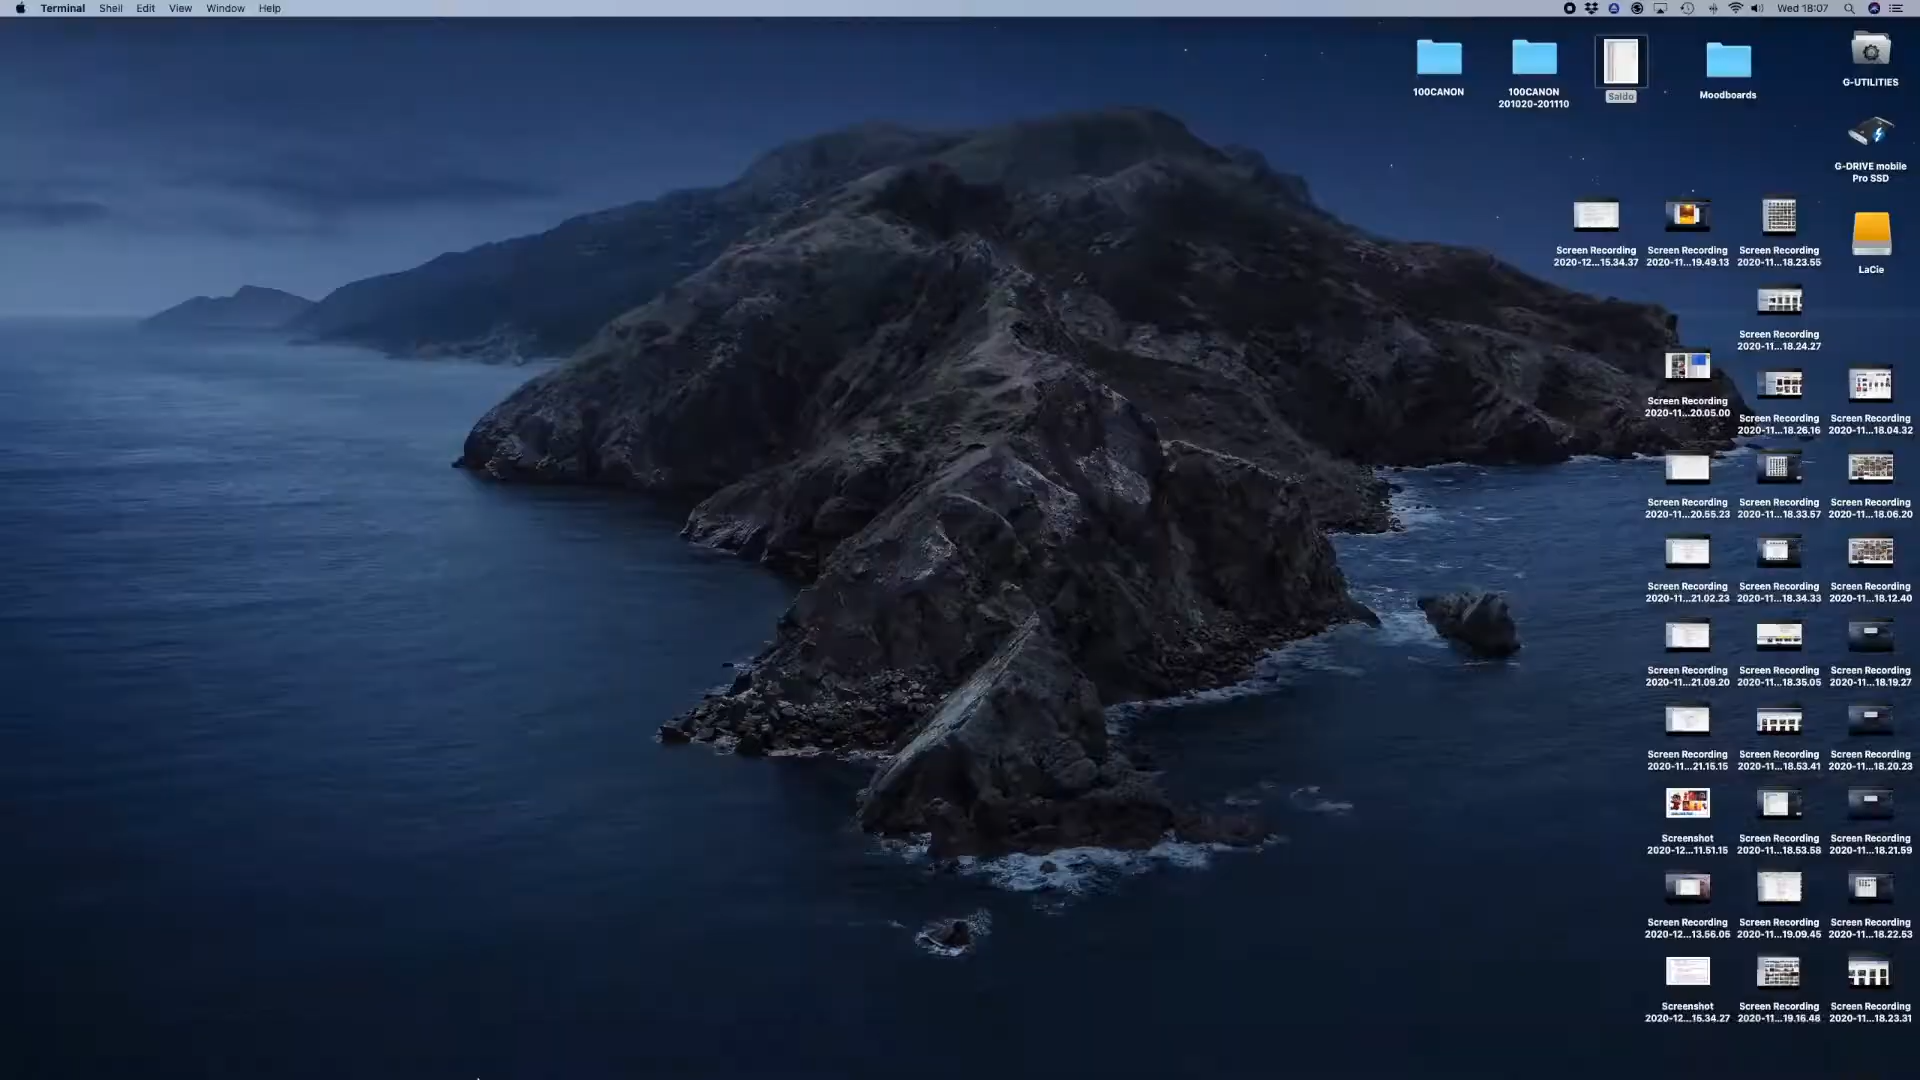 Terminal Shell Edit View Window Help Wed 18:07
100CANON
100CANON
201020-201110
Saldo
Moodboards
G-UTILITIES
G-DRIVE mobile
Pro SSD
Screen Recording
2020-12...15.34.37
Screen Recording
2020-11...19.49.13
Screen Recording
2020-11...18.23.55
LaCie
Screen Recording
2020-11...18.24.27
Screen Recording
2020-11...20.05.00
Screen Recording
2020-11...18.26.16
Screen Recording
2020-11...18.04.32
Screen Recording
2020-11...20.55.23
Screen Recording
2020-11...18.33.57
Screen Recording
2020-11...18.06.20
Screen Recording
2020-11...21.02.23
Screen Recording
2020-11...18.34.33
Screen Recording
2020-11...18.12.40
Screen Recording
2020-11...21.09.20
Screen Recording
2020-11...18.35.05
Screen Recording
2020-11...18.19.27
Screen Recording
2020-11...21.15.15
Screen Recording
2020-11...18.53.41
Screen Recording
2020-11...18.20.23
Screenshot
2020-12...11.51.15
Screen Recording
2020-11...18.53.58
Screen Recording
2020-11...18.21.59
Screen Recording
2020-12...13.56.05
Screen Recording
2020-11...19.09.45
Screen Recording
2020-11...18.22.53
Screenshot
2020-12...15.34.27
Screen Recording
2020-11...19.16.48
Screen Recording
2020-11...18.23.31